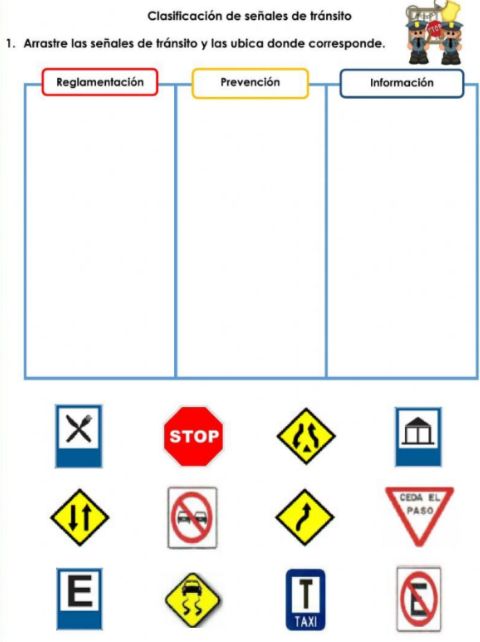 Clasificación de señales de tránsito
1. Arrastre las señales de tránsito y las ubica donde corresponde.
Reglamentación
Prevención
Información
STOP
CEDA EL
PASO
E
T
TAXI
E